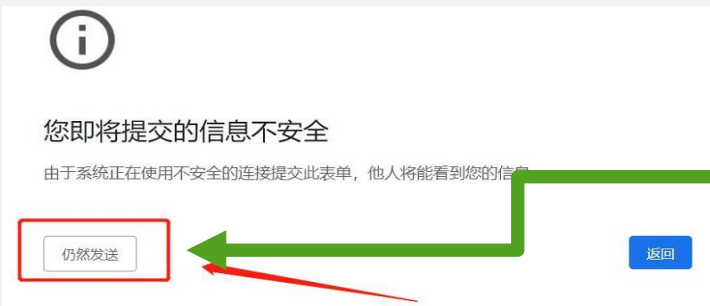 您即将提交的信息不安全
由于系统正在使用不安全的连接提交此表单，他人将能看到您的信息
仍然发送
返回